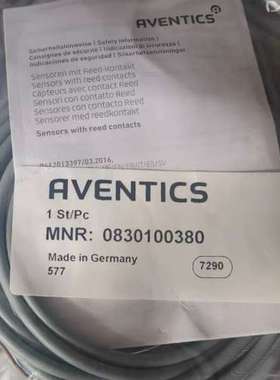 AVENTICS
Sicherheitshinweise | Safety information |
Consignes de sécurité | Indicazioni di sicurezza |
Indicaciones de seguridad | Säkerhetsanvisningar
Sensoren mit Reed-Kontakt
Sensors with reed contacts
Capteurs avec contact Reed
Sensori con contatto Reed
Sensores con contacto Reed
Sensorer med reedkontakt
Sensors with reed contacts
AVENTICS
1 St/Pc
MNR: 0830100380
Made in Germany
577
7290